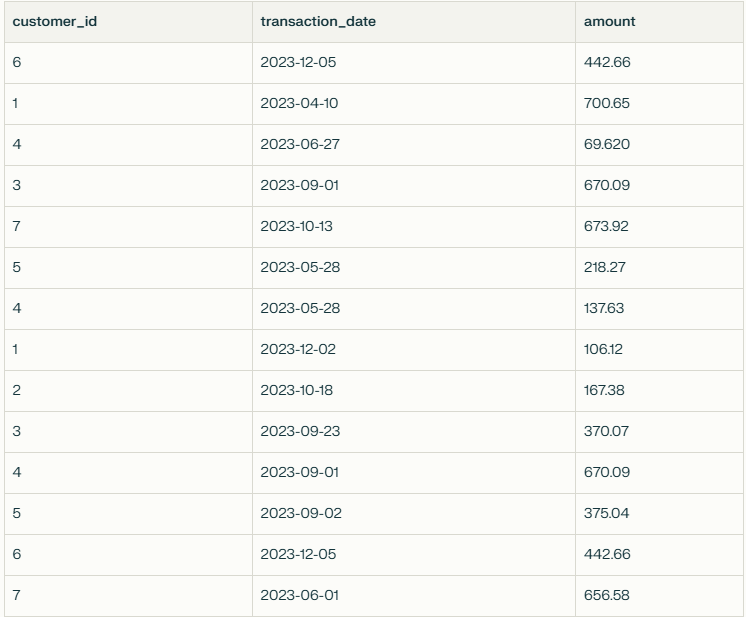 customer_id transaction_date amount
6 2023-12-05 442.66
1 2023-04-10 700.65
4 2023-06-27 69.620
3 2023-09-01 670.09
7 2023-10-13 673.92
5 2023-05-28 218.27
4 2023-05-28 137.63
1 2023-12-02 106.12
2 2023-10-18 167.38
3 2023-09-23 370.07
4 2023-09-01 670.09
5 2023-09-02 375.04
6 2023-12-05 442.66
7 2023-06-01 656.58